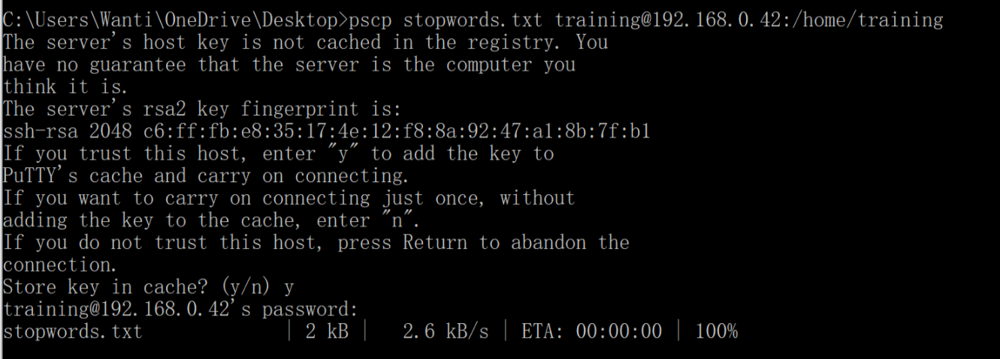 C:\Users\Wanti\OneDrive\Desktop>pscp stopwords.txt training@192.168.0.42:/home/training
The server's host key is not cached in the registry. You
have no guarantee that the server is the computer you
think it is.
The server's rsa2 key fingerprint is:
ssh-rsa 2048 c6:ff:fb:e8:35:17:4e:12:f8:8a:92:47:a1:8b:7f:b1
If you trust this host, enter "y" to add the key to
PuTTY's cache and carry on connecting.
If you want to carry on connecting just once, without
adding the key to the cache, enter "n".
If you do not trust this host, press Return to abandon the
connection.
Store key in cache? (y/n) y
training@192.168.0.42's password:
stopwords.txt | 2 kB | 2.6 kB/s | ETA: 00:00:00 | 100%